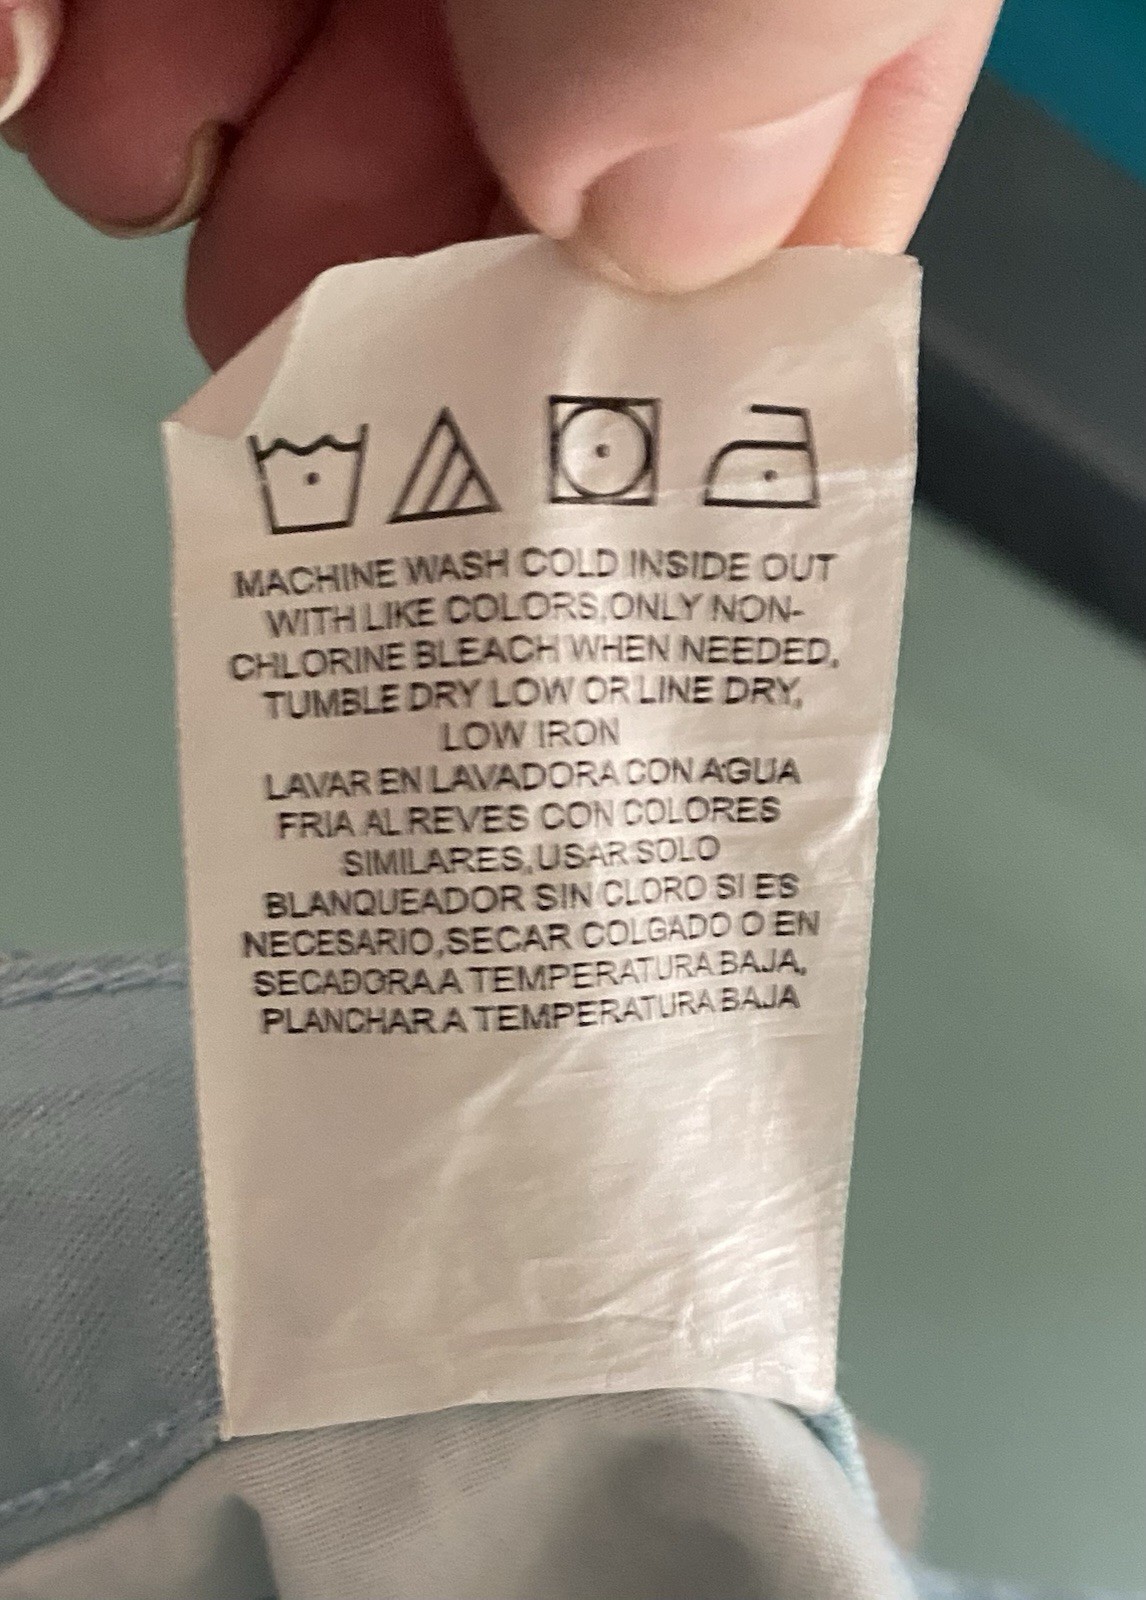 MACHINE WASH COLD INSIDE OUT
WITH LIKE COLORS,ONLY NON-
CHLORINE BLEACH WHEN NEEDED,
TUMBLE DRY LOW OR LINE DRY,
LOW IRON
LAVAR EN LAVADORA CON AGUA
FRIA AL REVES CON COLORES
SIMILARES,USAR SOLO
BLANQUEADOR SIN CLORO SI ES
NECESARIO,SECAR COLGADO O EN
SECADORA A TEMPERATURA BAJA,
PLANCHAR A TEMPERATURA BAJA